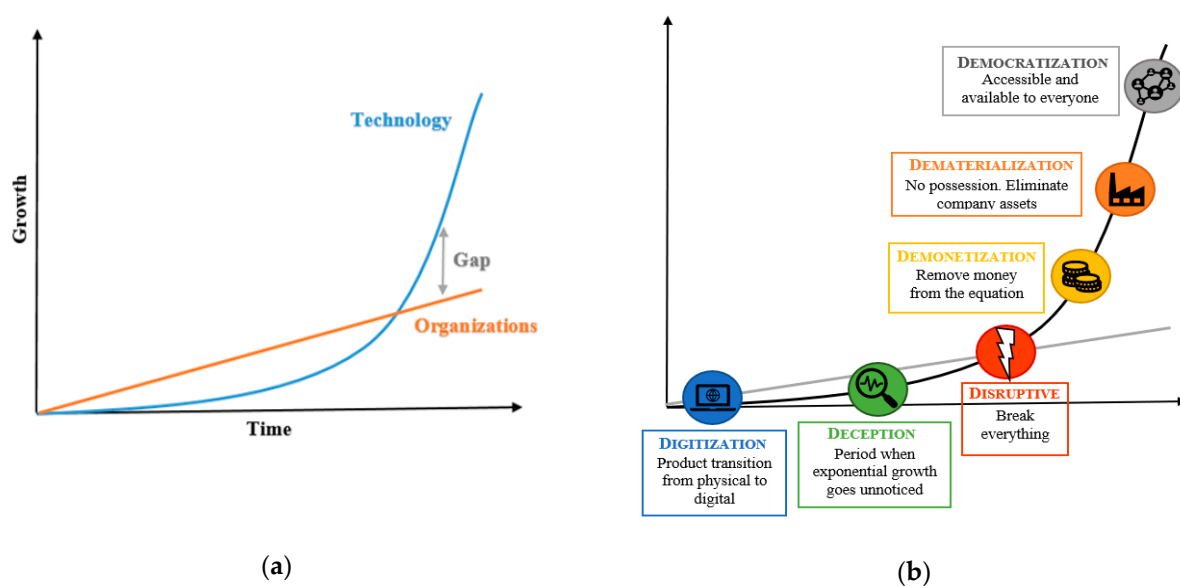 Growth
Technology
Gap
Organizations
Time
(a)
DEMOCRATIZATION
Accessible and
available to everyone
DEMATERIALIZATION
No possession. Eliminate
company assets
DEMONETIZATION
Remove money
from the equation
DISRUPTIVE
Break
everything
DIGITIZATION
Product transition
from physical to
digital
DECEPTION
Period when
exponential growth
goes unnoticed
(b)